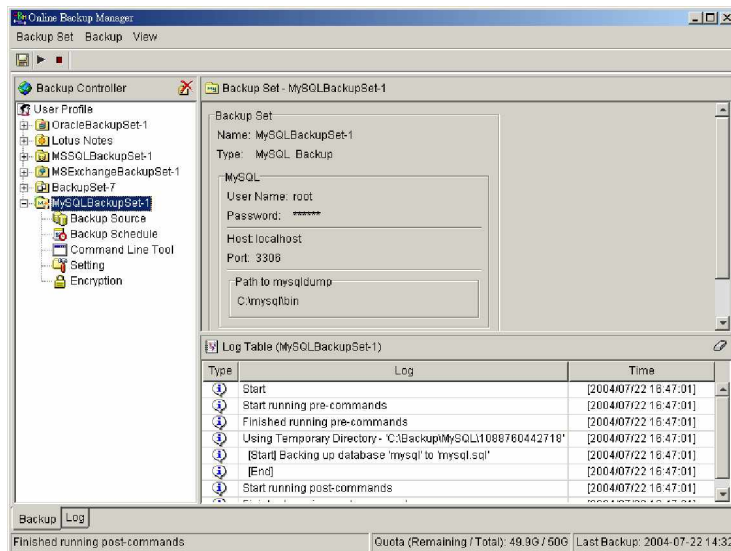 Online Backup Manager
Backup Set Backup View
Backup Controller
User Profile
OracleBackupSet-1
Lotus Notes
MSSQLBackupSet-1
MSExchangeBackupSet-1
BackupSet-7
MySQLBackupSet-1
Backup Source
Backup Schedule
Command Line Tool
Setting
Encryption
Backup Set - MySQLBackupSet-1
Backup Set
Name: MySQLBackupSet-1
Type: MySQL Backup
MySQL
User Name: root
Password: ******
Host: localhost
Port: 3306
Path to mysqldump
C:\mysql\bin
Log Table (MySQLBackupSet-1)
Type Log Time
Start [2004/07/22 16:47:01]
Start running pre-commands [2004/07/22 16:47:01]
Finished running pre-commands [2004/07/22 16:47:01]
Using Temporary Directory - 'C:\Backup\MySQL\1088760442718' [2004/07/22 16:47:01]
[Start] Backing up database 'mysql' to 'mysql.sql' [2004/07/22 16:47:01]
[End] [2004/07/22 16:47:01]
Start running post-commands [2004/07/22 16:47:01]
Backup Log
Finished running post-commands Quota (Remaining / Total): 49.9G / 50G Last Backup: 2004-07-22 14:32